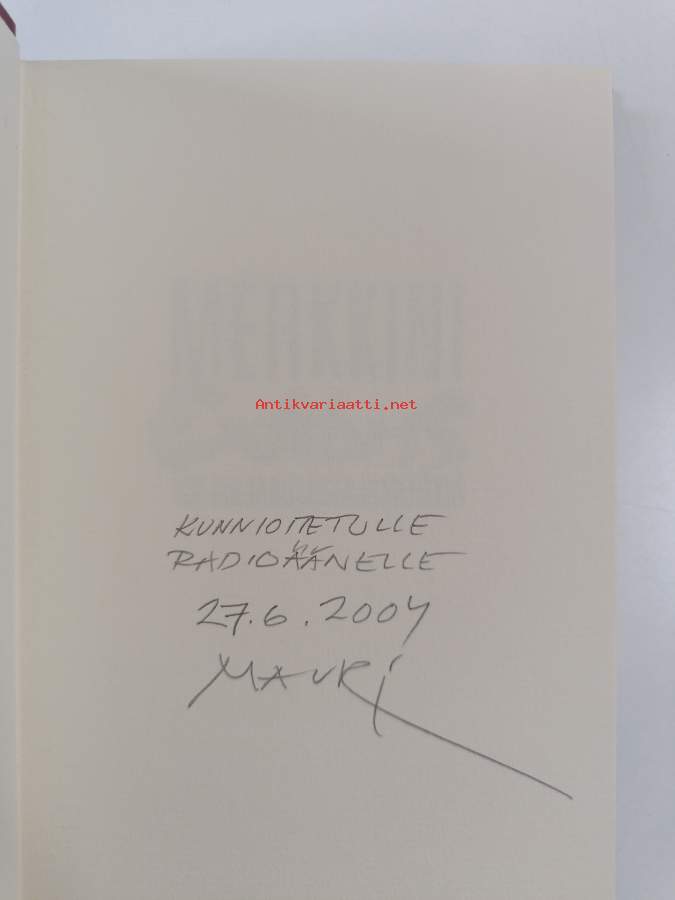 Antikvariaatti.net
KUNNIOITETULLE
RADIOÄÄNELLE
27.6.2004
MAURI